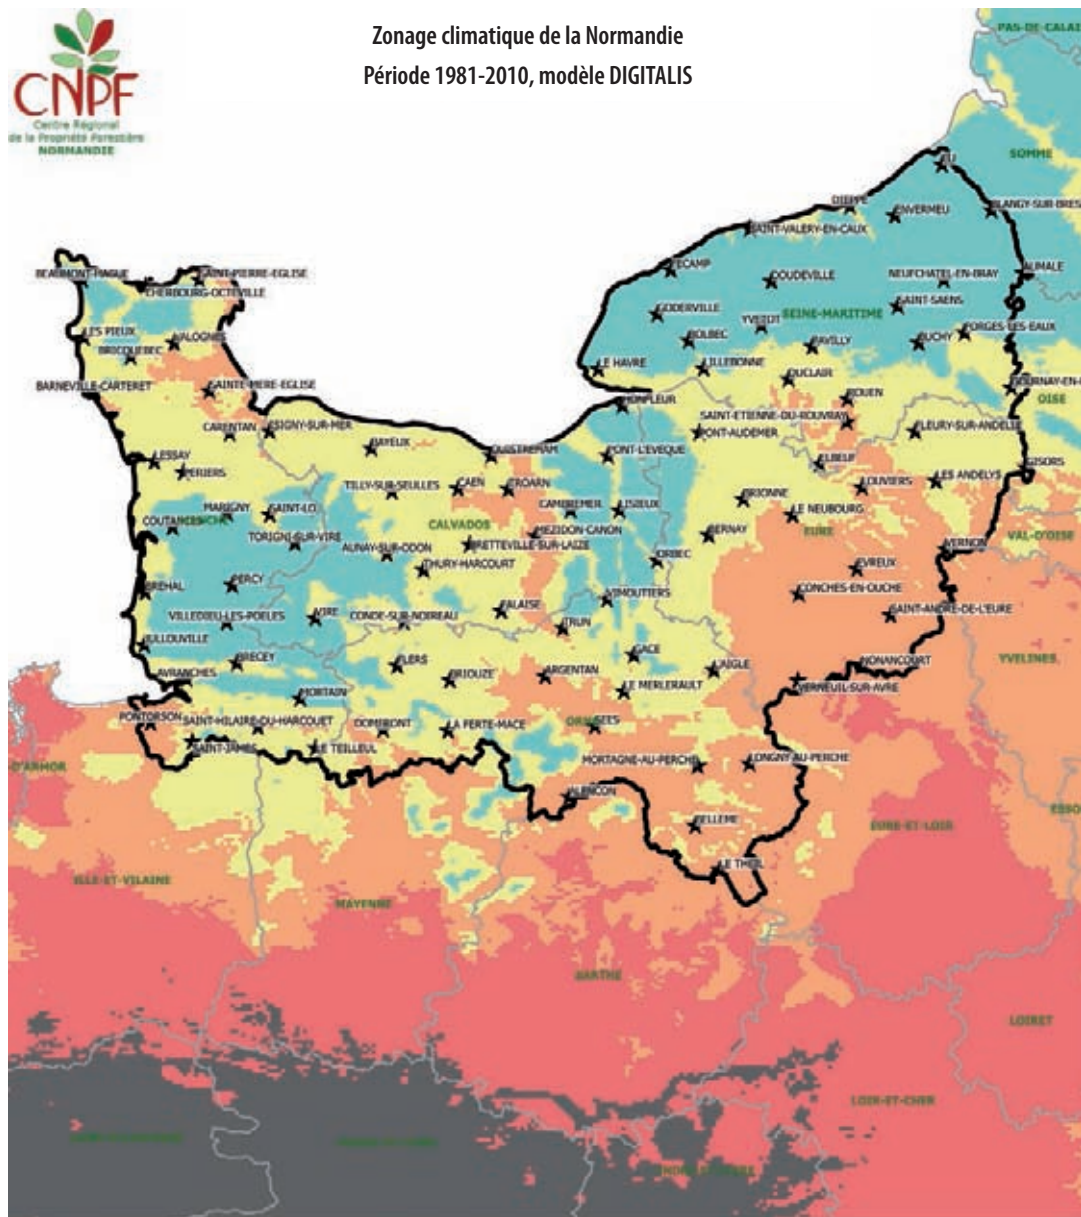 Zonage climatique de la Normandie
Période 1981-2010, modèle DIGITALIS
CNPF
Centre Régional
de la Propriété Forestière
NORMANDIE
PAS-DE-CALAI
SOMME
EU
DIEPPE
ENVERMEU
BLANGY-SUR-BRES
SAINT-VALERY-EN-CAUX
FECAMP
DOUDEVILLE
NEUFCHATEL-EN-BRAY
AUMALE
BEAUMONT-HAGUE
SAINT-PIERRE-EGLISE
CHERBOURG-OCTEVILLE
GODERVILLE
SAINT-SAENS
SEINE-MARITIME
YVETOT
LES PIEUX
VALOGNES
BRICQUEBEC
BOLBEC
PAVILLY
BUCHY
FORGES-LES-EAUX
LE HAVRE
LILLEBONNE
DUCLAIR
BARNEVILLE-CARTERET
SAINTE-MERE-EGLISE
GOURNAY-EN-
OISE
HONFLEUR
ROUEN
SAINT-ETIENNE-DU-ROUVRAY
CARENTAN
ISIGNY-SUR-MER
BAYEUX
PONT-AUDEMER
FLEURY-SUR-ANDELLE
LESSAY
PERIERS
OUISTREHAM
PONT-L'EVEQUE
ELBEUF
GISORS
TILLY-SUR-SEULLES
CAEN
TROARN
LOUVIERS
LES ANDELYS
BRIONNE
MARIGNY
SAINT-LO
CAMBREMER
LISIEUX
LE NEUBOURG
COUTANCES
MANCHE
CALVADOS
MEZIDON-CANON
BERNAY
EURE
VAL-D'OISE
TORIGNI-SUR-VIRE
AUNAY-SUR-ODON
BRETTEVILLE-SUR-LAIZE
ORBEC
VERNON
THURY-HARCOURT
EVREUX
BREHAL
PERCY
VIMOUTIERS
CONCHES-EN-OUCHE
VILLEDIEU-LES-POELES
VIRE
CONDE-SUR-NOIREAU
FALAISE
TRUN
SAINT-ANDRE-DE-L'EURE
JULLOUVILLE
BRECEY
FLERS
GACE
L'AIGLE
NONANCOURT
YVELINES
AVRANCHES
BRIOUZE
ARGENTAN
LE MERLERAULT
VERNEUIL-SUR-AVRE
MORTAIN
PONTORSON
SAINT-HILAIRE-DU-HARCOUET
DOMFRONT
LA FERTE-MACE
ORNE
SEES
SAINT-JAMES
LE TEILLEUL
MORTAGNE-AU-PERCHE
LONGNY-AU-PERCHE
D'ARMOR
ALENCON
ESSO
BELLEME
EURE-ET-LOIR
LE THEIL
ILLE-ET-VILAINE
MAYENNE
SARTHE
LOIRET
LOIR-ET-CHER